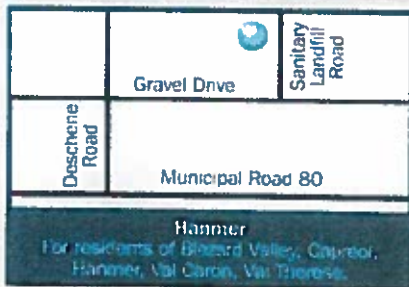 Gravel Drive
Sanitary
Landfill
Road
Deschene
Road
Municipal Road 80
Hanmer
For residents of Blezard Valley, Capreol,
Hanmer, Val Caron, Val Therese.